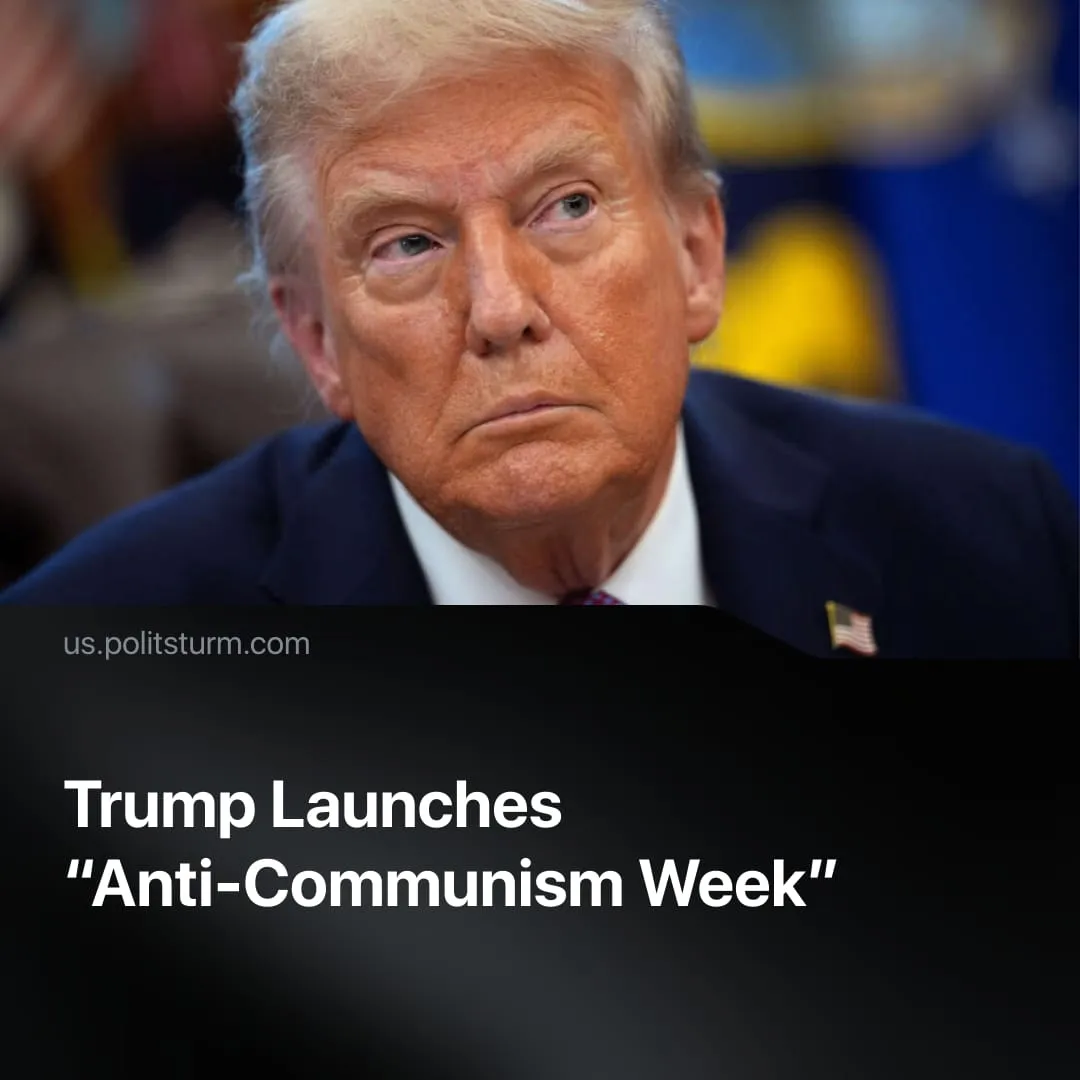 us.politsturm.com
Trump Launches
“Anti-Communism Week”